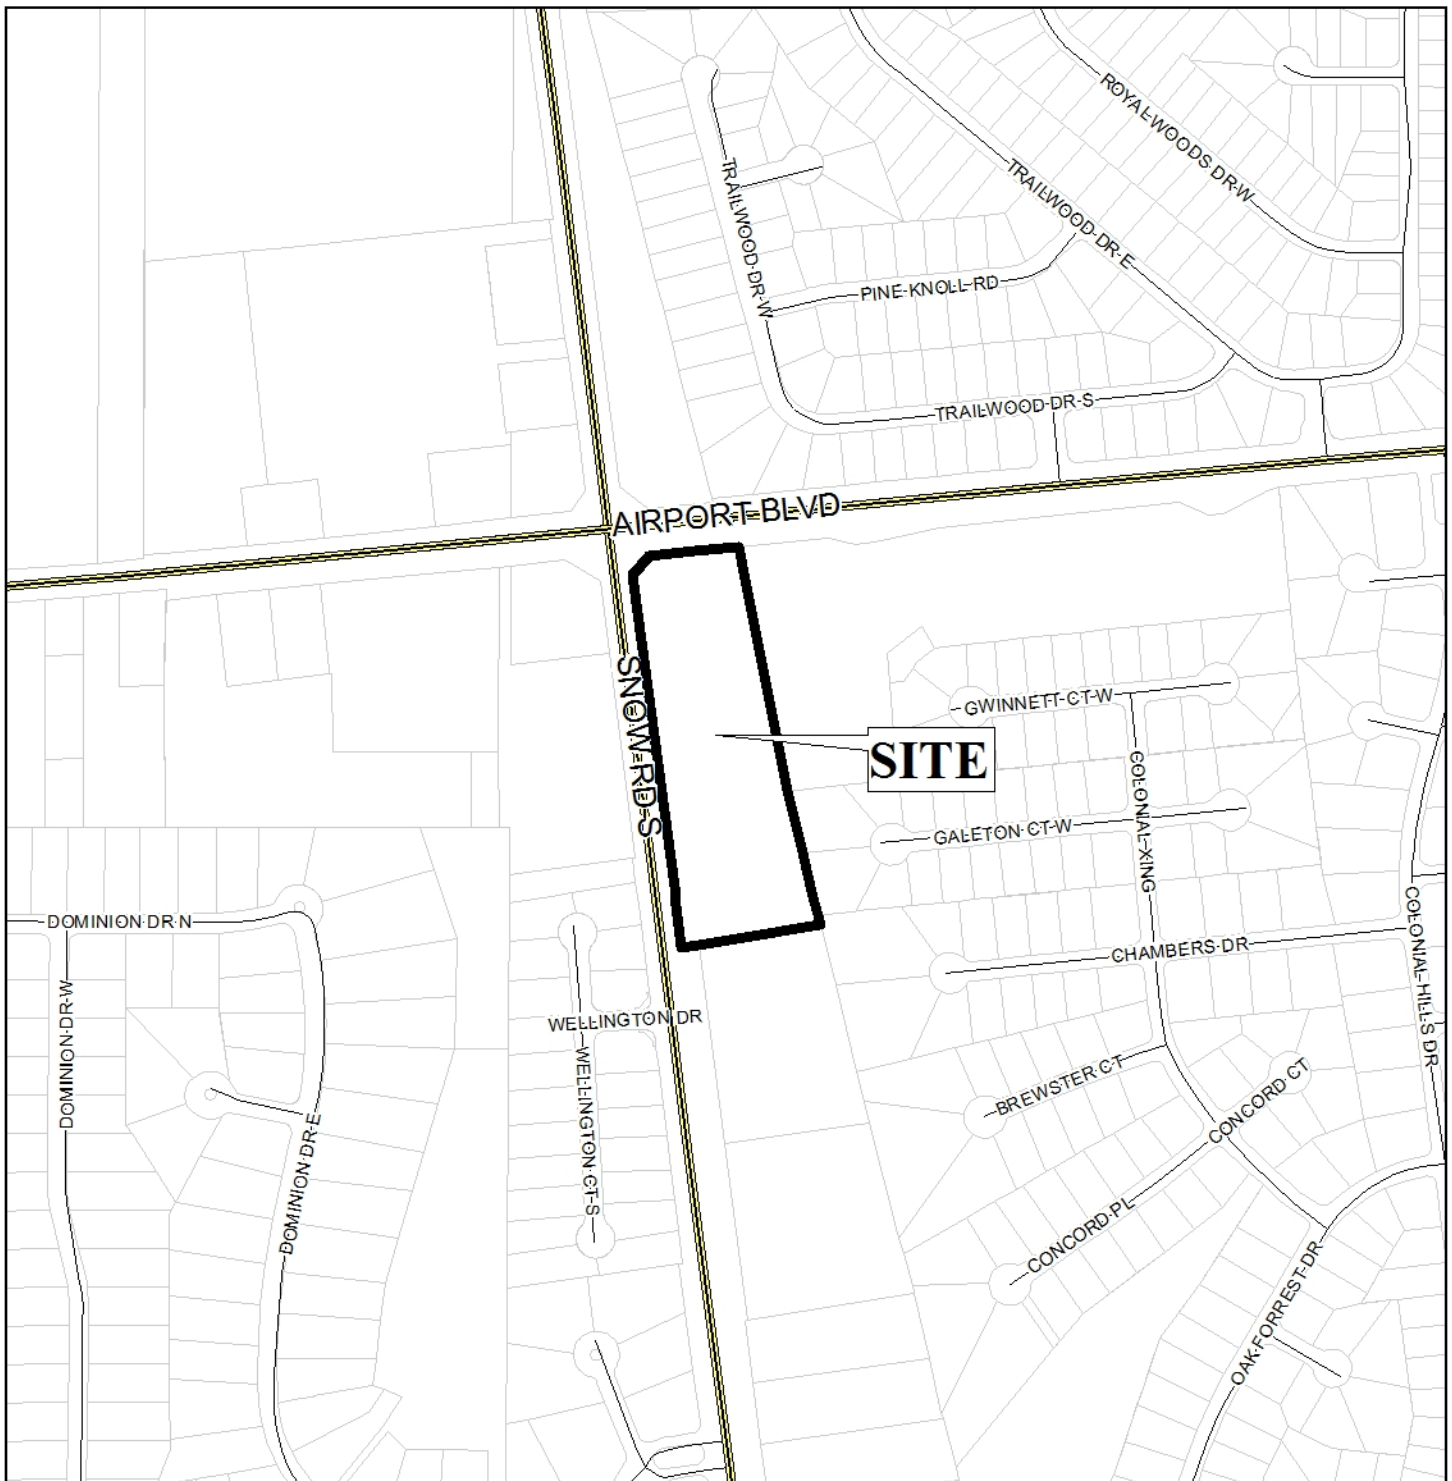 ROYAL WOODS DR W
TRAILWOOD DR E
TRAILWOOD DR W
PINE KNOLL RD
TRAILWOOD DR S
AIRPORT BLVD
SNOW RD S
GWINNETT CT W
SITE
COLONIAL XING
GALETON CT W
COLONIAL HILLS DR
DOMINION DR N
CHAMBERS DR
DOMINION DR W
WELLINGTON DR
WELLINGTON CT S
BREWSTER CT
CONCORD CT
DOMINION DR E
CONCORD PL
OAK FORREST DR